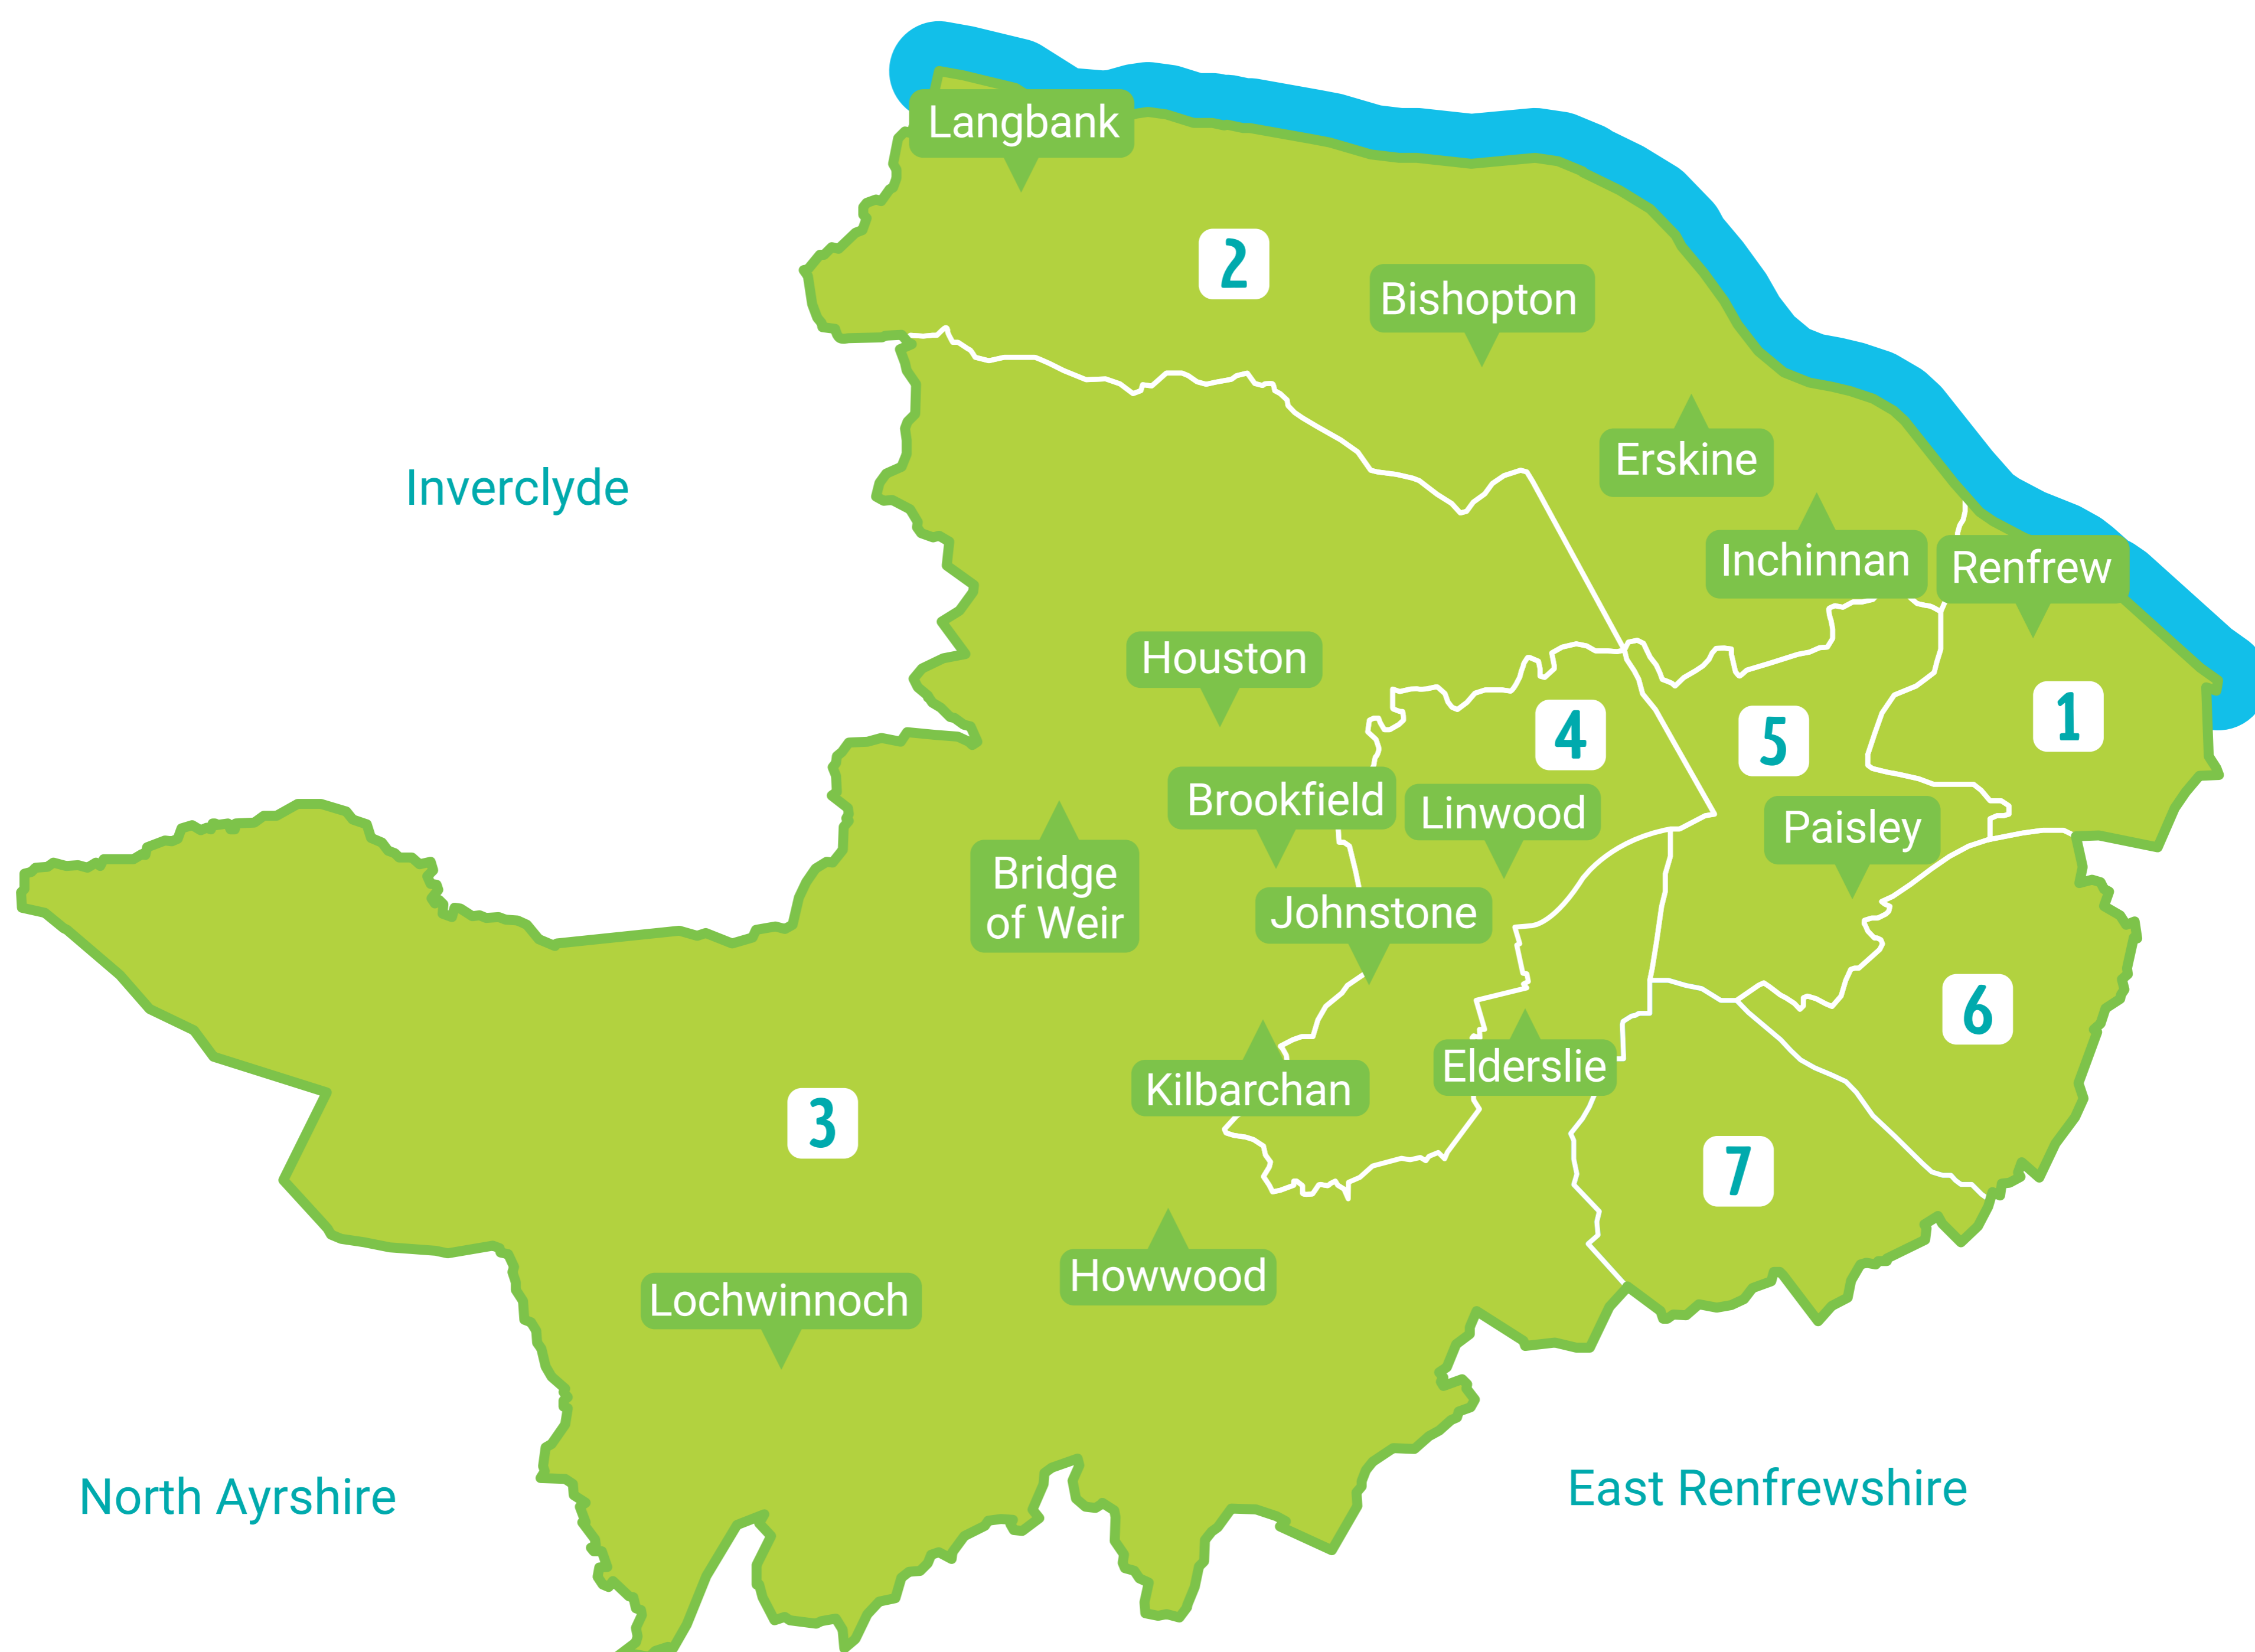 Langbank
2
Bishopton
Erskine
Inverclyde
Inchinnan
Renfrew
Houston
1
4
5
Brookfield
Linwood
Paisley
Bridge
of Weir
Johnstone
6
Elderslie
Kilbarchan
3
7
Howwood
Lochwinnoch
North Ayrshire
East Renfrewshire